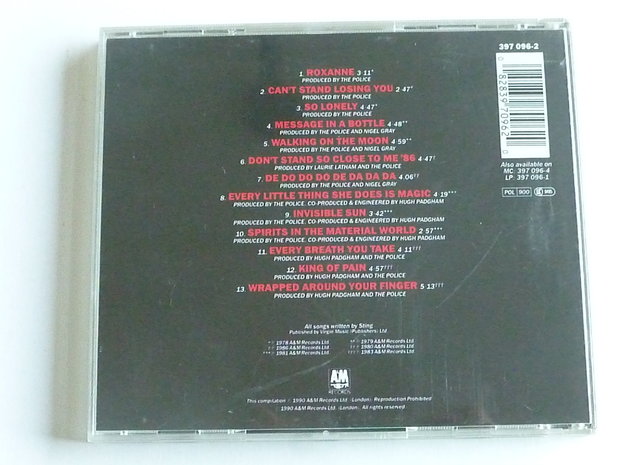 397 096-2
1. ROXANNE 3·11*
PRODUCED BY THE POLICE
2. CAN'T STAND LOSING YOU 2·47*
PRODUCED BY THE POLICE
3. SO LONELY 4·47*
PRODUCED BY THE POLICE
4. MESSAGE IN A BOTTLE 4·48**
PRODUCED BY THE POLICE AND NIGEL GRAY
5. WALKING ON THE MOON 4·59**
PRODUCED BY THE POLICE AND NIGEL GRAY
6. DON'T STAND SO CLOSE TO ME '86 4·47†
PRODUCED BY LAURIE LATHAM AND THE POLICE
7. DE DO DO DO DE DA DA DA 4.06††
PRODUCED BY THE POLICE AND NIGEL GRAY
8. EVERY LITTLE THING SHE DOES IS MAGIC 4·19***
PRODUCED BY THE POLICE. CO-PRODUCED & ENGINEERED BY HUGH PADGHAM
9. INVISIBLE SUN 3·42***
PRODUCED BY THE POLICE. CO-PRODUCED & ENGINEERED BY HUGH PADGHAM
10. SPIRITS IN THE MATERIAL WORLD 2·57***
PRODUCED BY THE POLICE. CO-PRODUCED & ENGINEERED BY HUGH PADGHAM
11. EVERY BREATH YOU TAKE 4·11†††
PRODUCED BY HUGH PADGHAM AND THE POLICE
12. KING OF PAIN 4·57†††
PRODUCED BY HUGH PADGHAM AND THE POLICE
13. WRAPPED AROUND YOUR FINGER 5·13†††
PRODUCED BY HUGH PADGHAM AND THE POLICE
0 82839 70962 0
Also available on
MC: 397 096-4
LP: 397 096-1
POL 900
All songs written by Sting
Published by Virgin Music (Publishers) Ltd.
1978 A&M Records Ltd.
1979 A&M Records Ltd.
1986 A&M Records Ltd.
1980 A&M Records Ltd.
1981 A&M Records Ltd.
1983 A&M Records Ltd.
A&M
RECORDS
This compilation 1990 A&M Records Ltd. (London). Reproduction Prohibited
1990 A&M Records Ltd. (London). All rights reserved